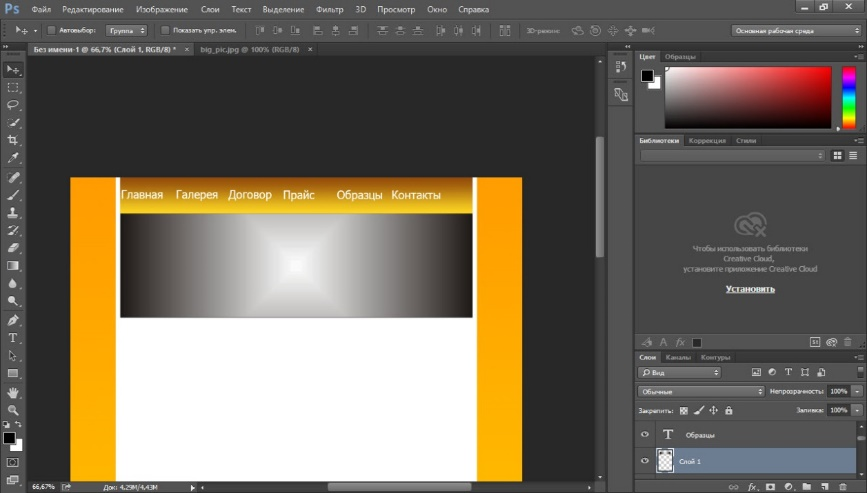 Ps Файл Редактирование Изображение Слои Текст Выделение Фильтр 3D Просмотр Окно Справка
Автовыбор: Группа Показать упр. элем. 3D-режим: Основная рабочая среда
Без имени-1 @ 66,7% (Слой 1, RGB/8) * × big_pic.jpg @ 100% (RGB/8) ×
Цвет Образцы
Библиотеки Коррекция Стили
Главная Галерея Договор Прайс Образцы Контакты
Чтобы использовать библиотеки
Creative Cloud,
установите приложение Creative Cloud
Установить
Слои Каналы Контуры
Вид
Обычные Непрозрачность: 100%
Закрепить: Заливка: 100%
T Образцы
Слой 1
66,67% Док: 4,29M/4,43M